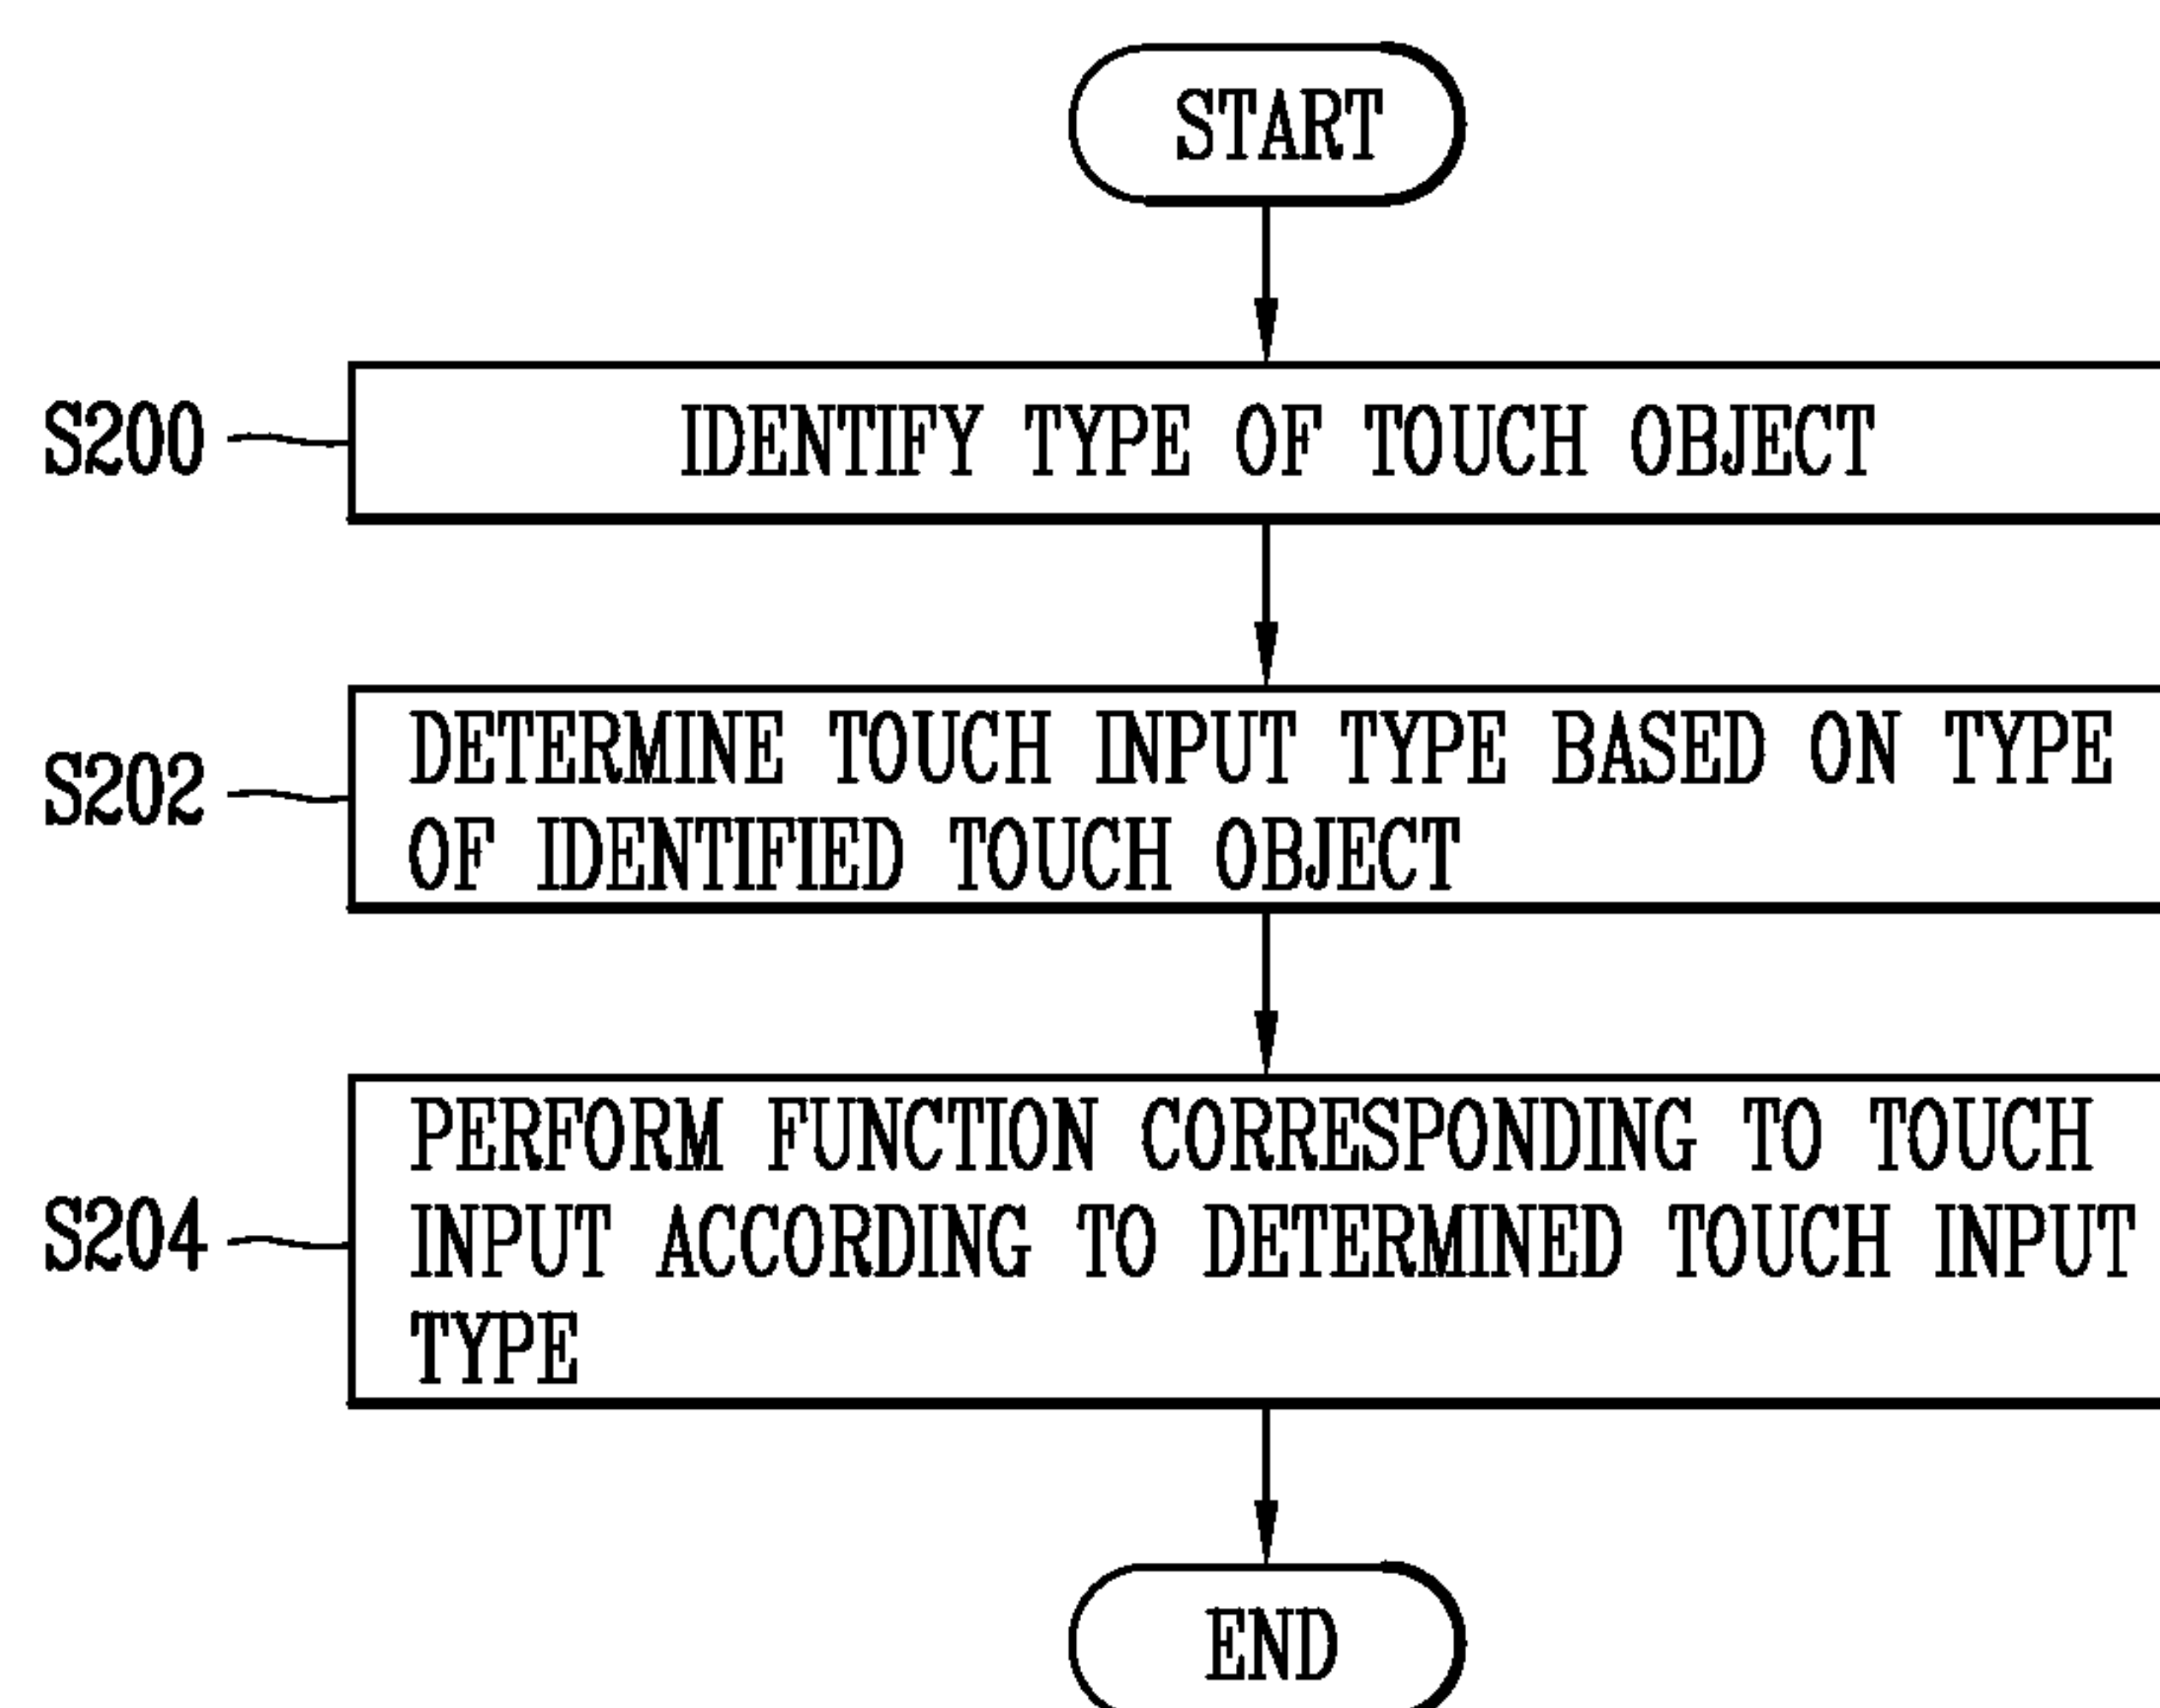 START
S200
IDENTIFY TYPE OF TOUCH OBJECT
S202
DETERMINE TOUCH INPUT TYPE BASED ON TYPE
OF IDENTIFIED TOUCH OBJECT
S204
PERFORM FUNCTION CORRESPONDING TO TOUCH
INPUT ACCORDING TO DETERMINED TOUCH INPUT
TYPE
END